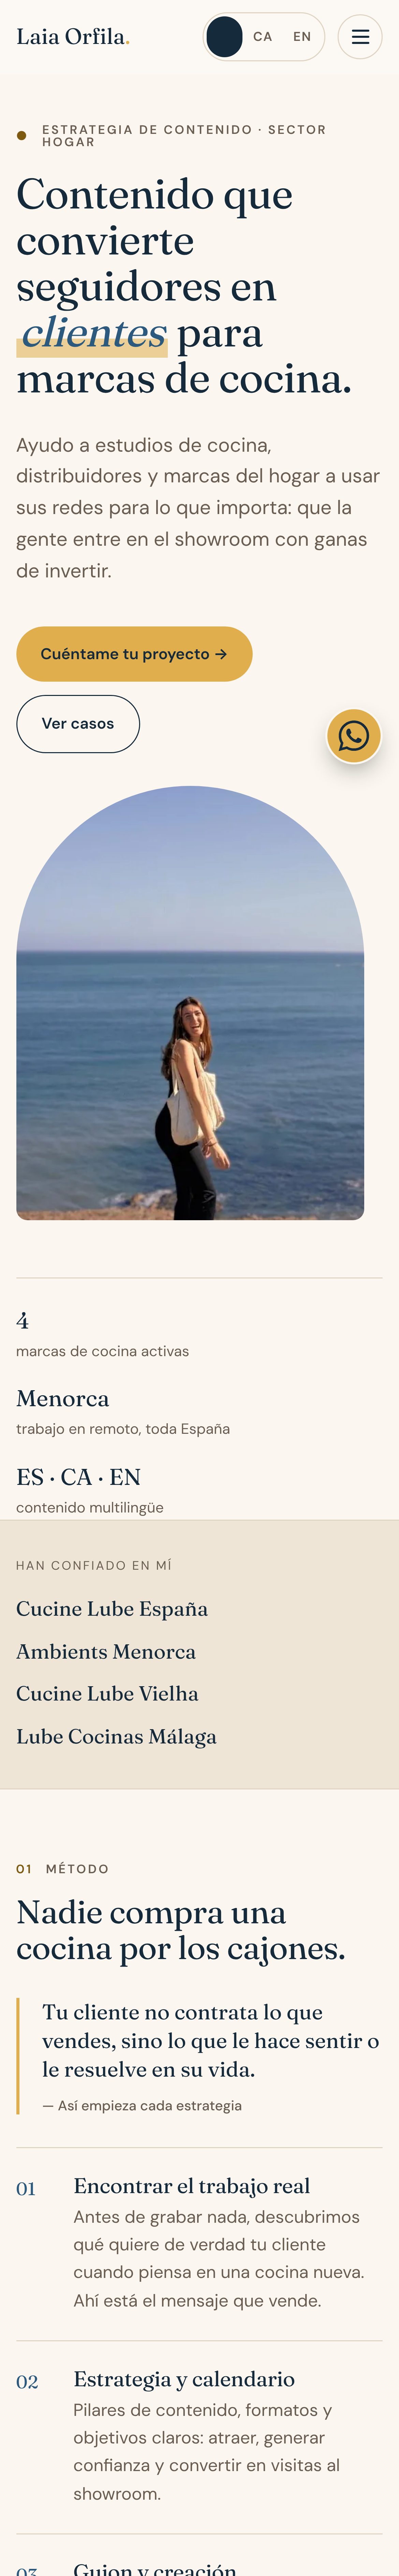 Laia Orfila.
CA EN
ESTRATEGIA DE CONTENIDO · SECTOR
HOGAR
Contenido que
convierte
seguidores en
clientes para
marcas de cocina.
Ayudo a estudios de cocina,
distribuidores y marcas del hogar a usar
sus redes para lo que importa: que la
gente entre en el showroom con ganas
de invertir.
Cuéntame tu proyecto →
Ver casos
4
marcas de cocina activas
Menorca
trabajo en remoto, toda España
ES · CA · EN
contenido multilingüe
HAN CONFIADO EN MÍ
Cucine Lube España
Ambients Menorca
Cucine Lube Vielha
Lube Cocinas Málaga
01 MÉTODO
Nadie compra una
cocina por los cajones.
Tu cliente no contrata lo que
vendes, sino lo que le hace sentir o
le resuelve en su vida.
— Así empieza cada estrategia
01 Encontrar el trabajo real
Antes de grabar nada, descubrimos
qué quiere de verdad tu cliente
cuando piensa en una cocina nueva.
Ahí está el mensaje que vende.
02 Estrategia y calendario
Pilares de contenido, formatos y
objetivos claros: atraer, generar
confianza y convertir en visitas al
showroom.
03 Guion y creación